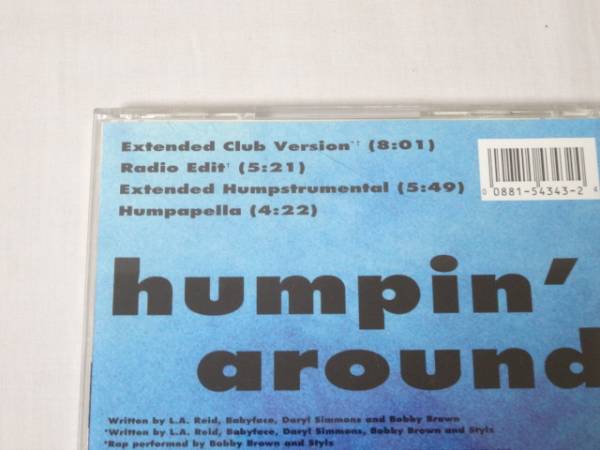 Extended Club Version*† (8:01)
Radio Edit† (5:21)
Extended Humpstrumental (5:49)
Humpapella (4:22)
0 0881-54343-2 4
humpin'
around
Written by L.A. Reid, Babyface, Daryl Simmons and Bobby Brown
*Written by L.A. Reid, Babyface, Daryl Simmons, Bobby Brown and Stylz
†Rap performed by Bobby Brown and Stylz